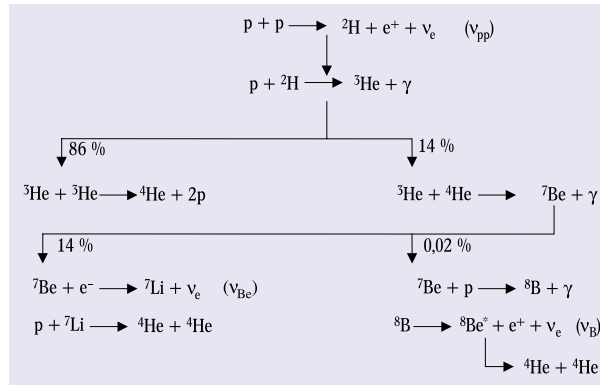 p + p ⟶ ²H + e⁺ + νₑ (νₚₚ)
p + ²H ⟶ ³He + γ
86 % 14 %
³He + ³He ⟶ ⁴He + 2p ³He + ⁴He ⟶ ⁷Be + γ
14 % 0,02 %
⁷Be + e⁻ ⟶ ⁷Li + νₑ (ν_Be) ⁷Be + p ⟶ ⁸B + γ
p + ⁷Li ⟶ ⁴He + ⁴He ⁸B ⟶ ⁸Be* + e⁺ + νₑ (ν_B)
⁴He + ⁴He